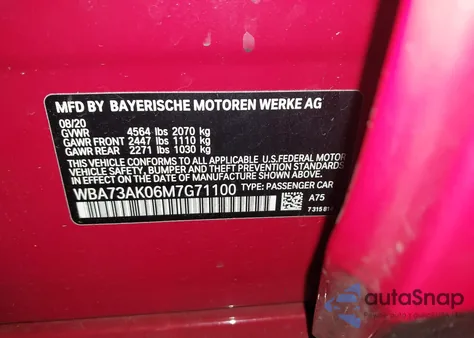 MFD BY BAYERISCHE MOTOREN WERKE AG
08/20
GVWR 4564 lbs 2070 kg
GAWR FRONT 2447 lbs 1110 kg
GAWR REAR 2271 lbs 1030 kg
THIS VEHICLE CONFORMS TO ALL APPLICABLE U.S.FEDERAL MOTOR
VEHICLE SAFETY, BUMPER, AND THEFT PREVENTION STANDARDS
IN EFFECT ON THE DATE OF MANUFACTURE SHOWN ABOVE.
WBA73AK06M7G71100 TYPE: PASSENGER CAR
A75
autaSnap